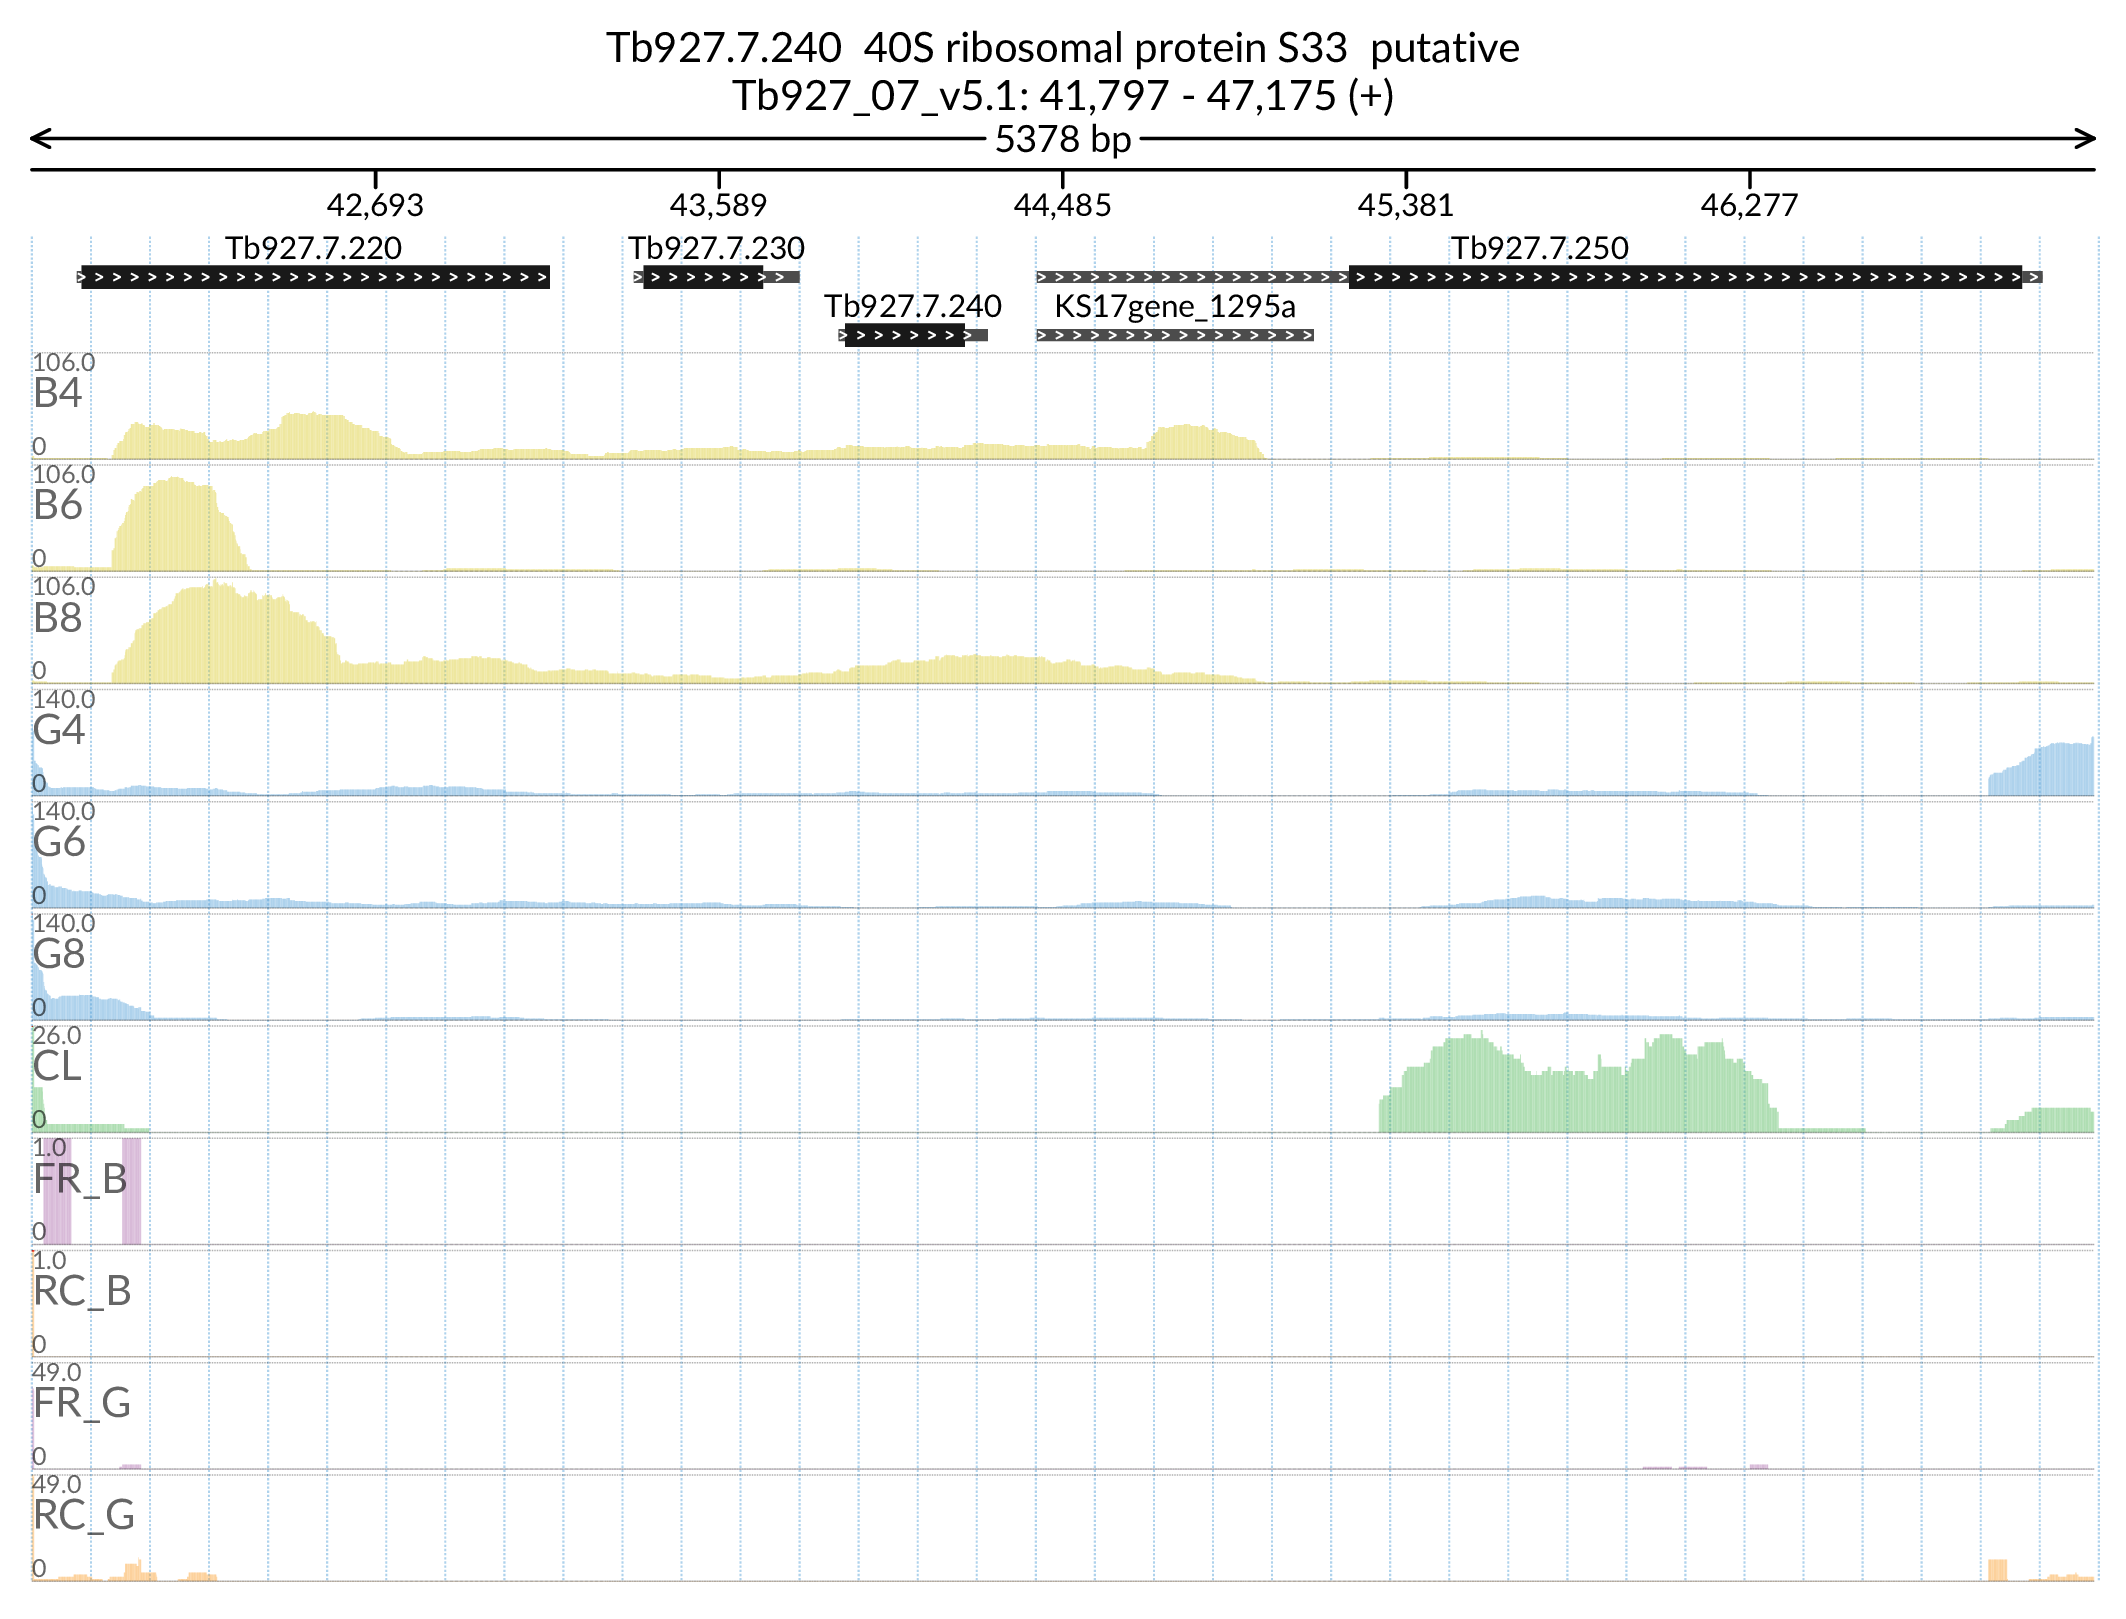 Tb927.7.240  40S ribosomal protein S33  putative
Tb927_07_v5.1: 41,797 - 47,175 (+)
5378 bp
42,693 43,589 44,485 45,381 46,277
Tb927.7.220 Tb927.7.230 Tb927.7.250
Tb927.7.240 KS17gene_1295a
106.0
B4
0
106.0
B6
0
106.0
B8
0
140.0
G4
0
140.0
G6
0
140.0
G8
0
26.0
CL
0
1.0
FR_B
0
1.0
RC_B
0
49.0
FR_G
0
49.0
RC_G
0